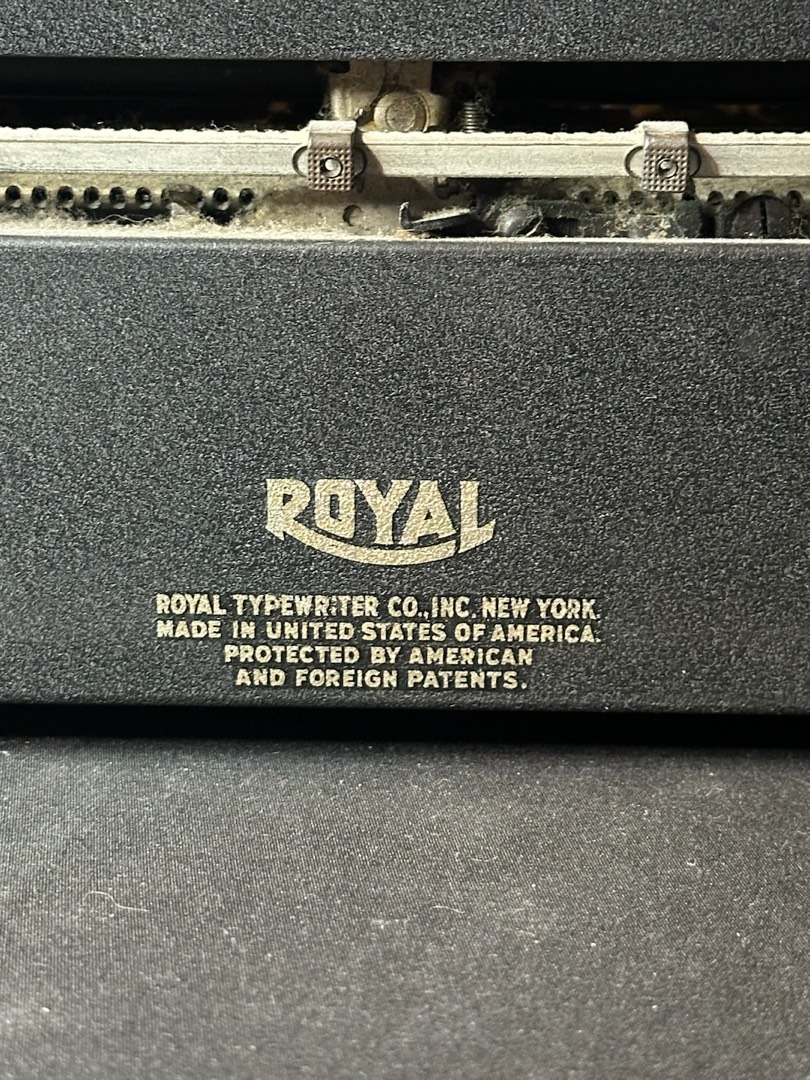 ROYAL
ROYAL TYPEWRITER CO., INC. NEW YORK.
MADE IN UNITED STATES OF AMERICA.
PROTECTED BY AMERICAN
AND FOREIGN PATENTS.